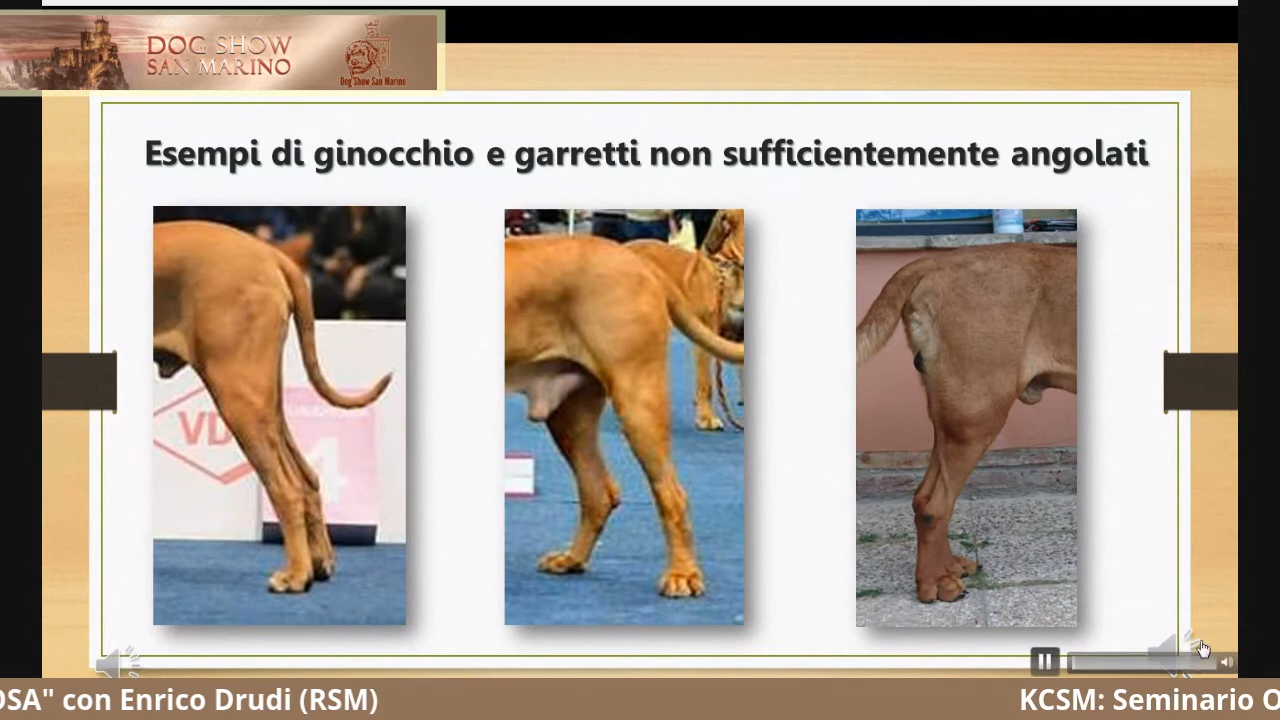 DOG SHOW
SAN MARINO
Dog Show San Marino
Esempi di ginocchio e garretti non sufficientemente angolati
VD
4
OSA" con Enrico Drudi (RSM)
KCSM: Seminario O